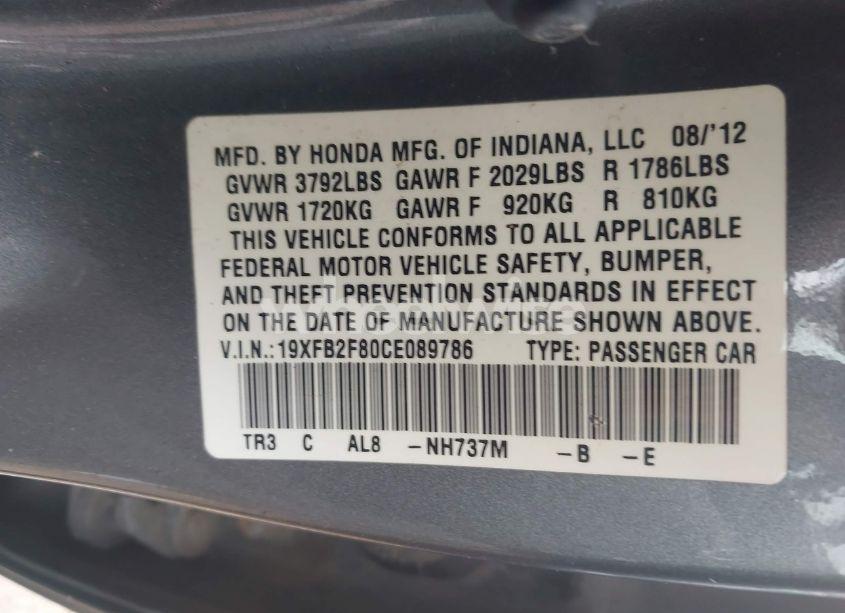 MFD. BY HONDA MFG. OF INDIANA, LLC 08/'12
GVWR 3792LBS GAWR F 2029LBS R 1786LBS
GVWR 1720KG GAWR F 920KG R 810KG
THIS VEHICLE CONFORMS TO ALL APPLICABLE
FEDERAL MOTOR VEHICLE SAFETY, BUMPER,
AND THEFT PREVENTION STANDARDS IN EFFECT
ON THE DATE OF MANUFACTURE SHOWN ABOVE.
V.I.N.:19XFB2F80CE089786 TYPE: PASSENGER CAR
TR3 C AL8 -NH737M -B -E